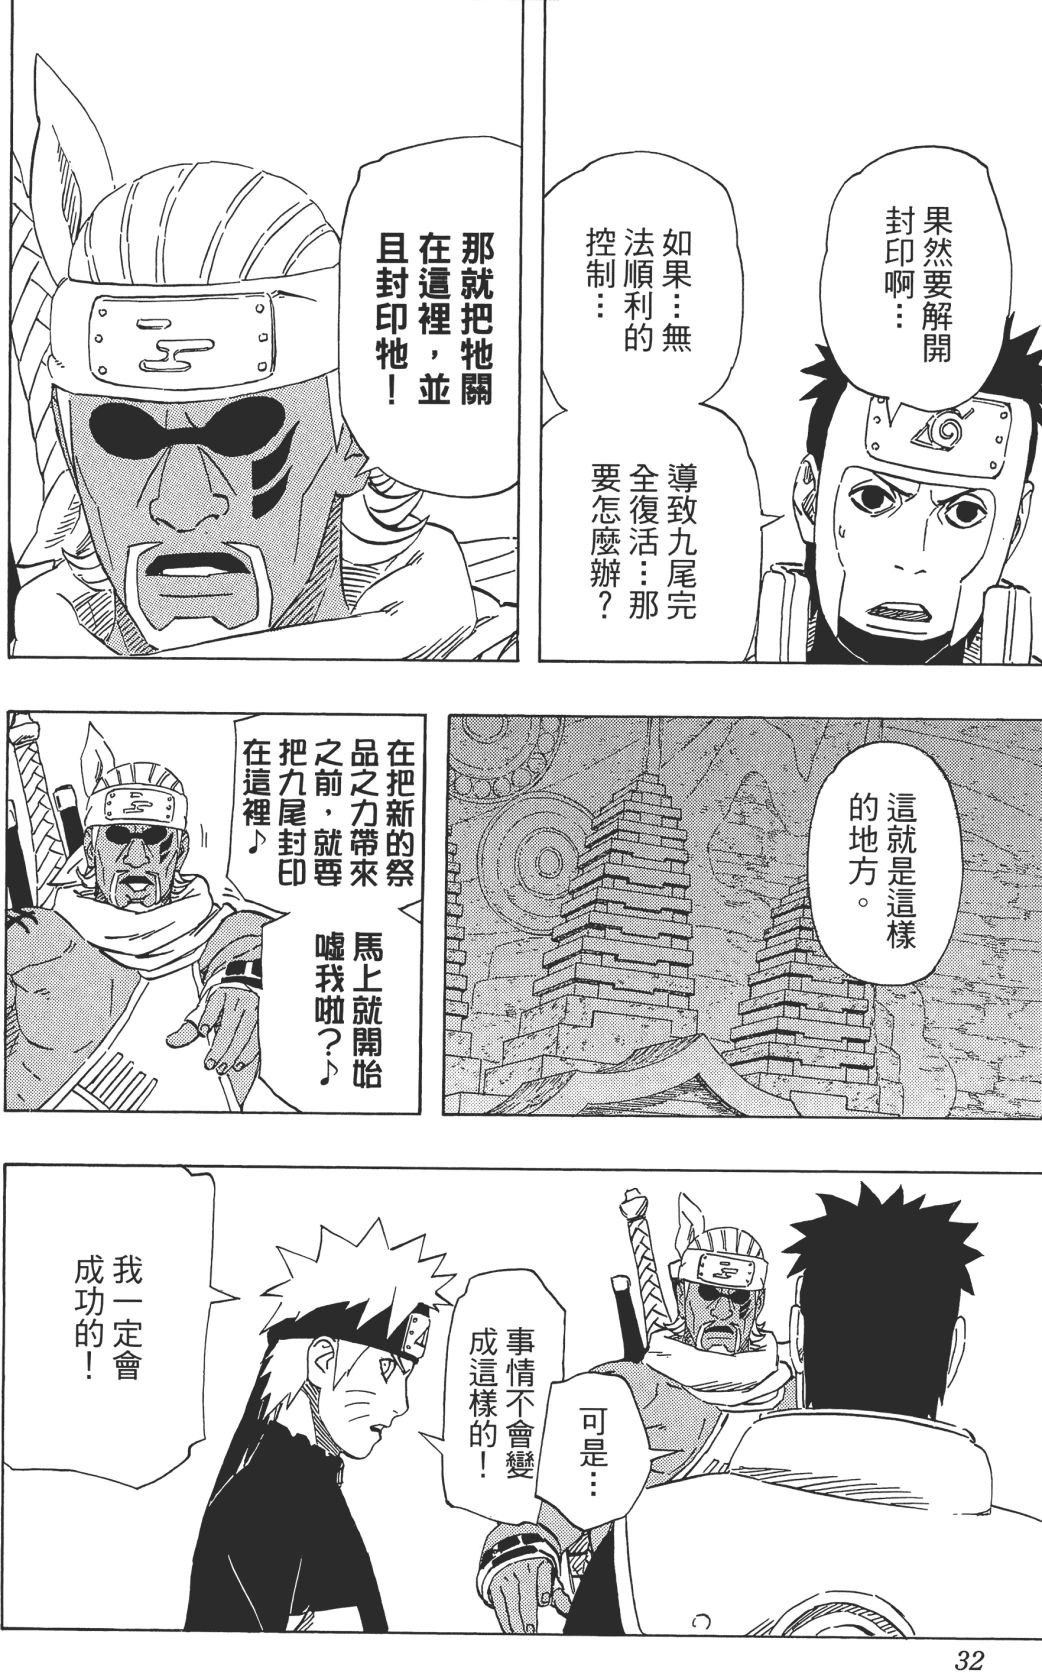 果然要解開
封印啊…
如果…無
法順利的
控制…
導致九尾完
全復活…那
要怎麼辦？
那就把牠關
在這裡，並
且封印牠！
這就是這樣
的地方。
在把新的祭
品之力帶來
之前，就要
把九尾封印
在這裡♪
馬上就開始
噓我啦？♪
可是…
事情不會變
成這樣的！
我一定會
成功的！
32